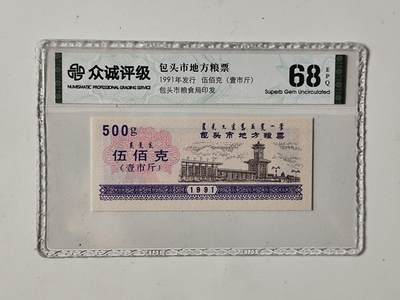 众诚评级
NUMISMATIC PROFESSIONAL GRADING SERVICE
包头市地方粮票
1991年发行 伍佰克（壹市斤）
包头市粮食局印发
68 EPQ
Superb Gem Uncirculated
500g
包头市地方粮票
伍佰克
（壹市斤）
1991